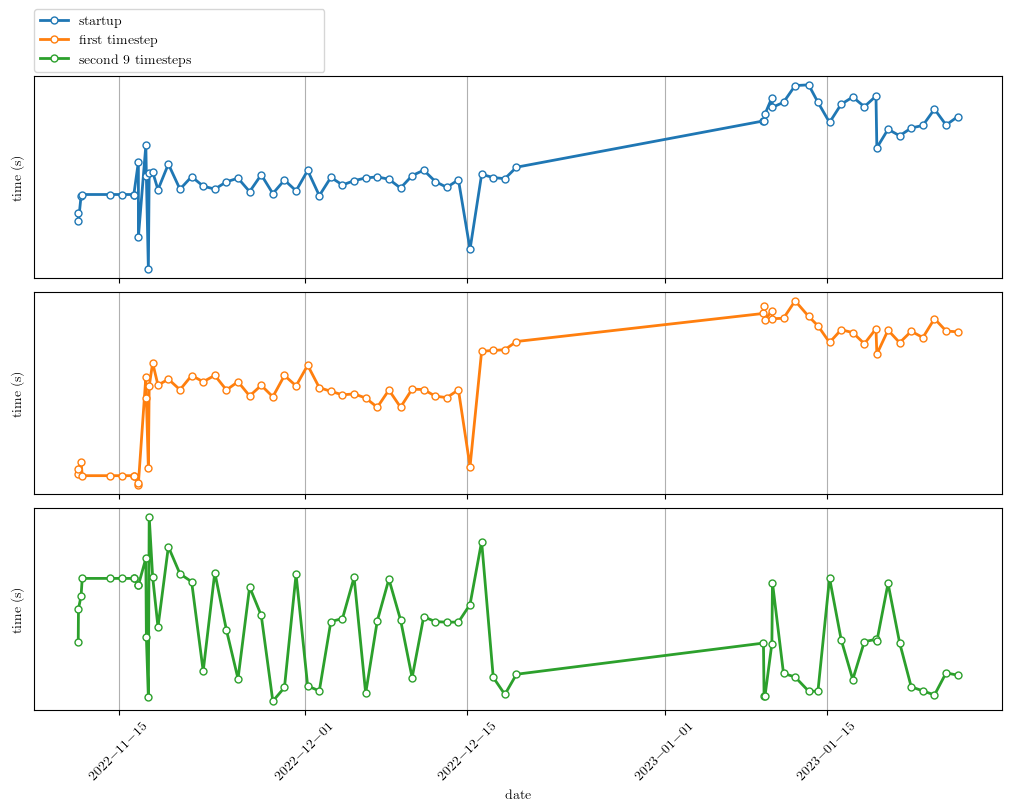 startup
first timestep
second 9 timesteps
time (s)
time (s)
time (s)
2022−11−15
2022−12−01
2022−12−15
2023−01−01
2023−01−15
date